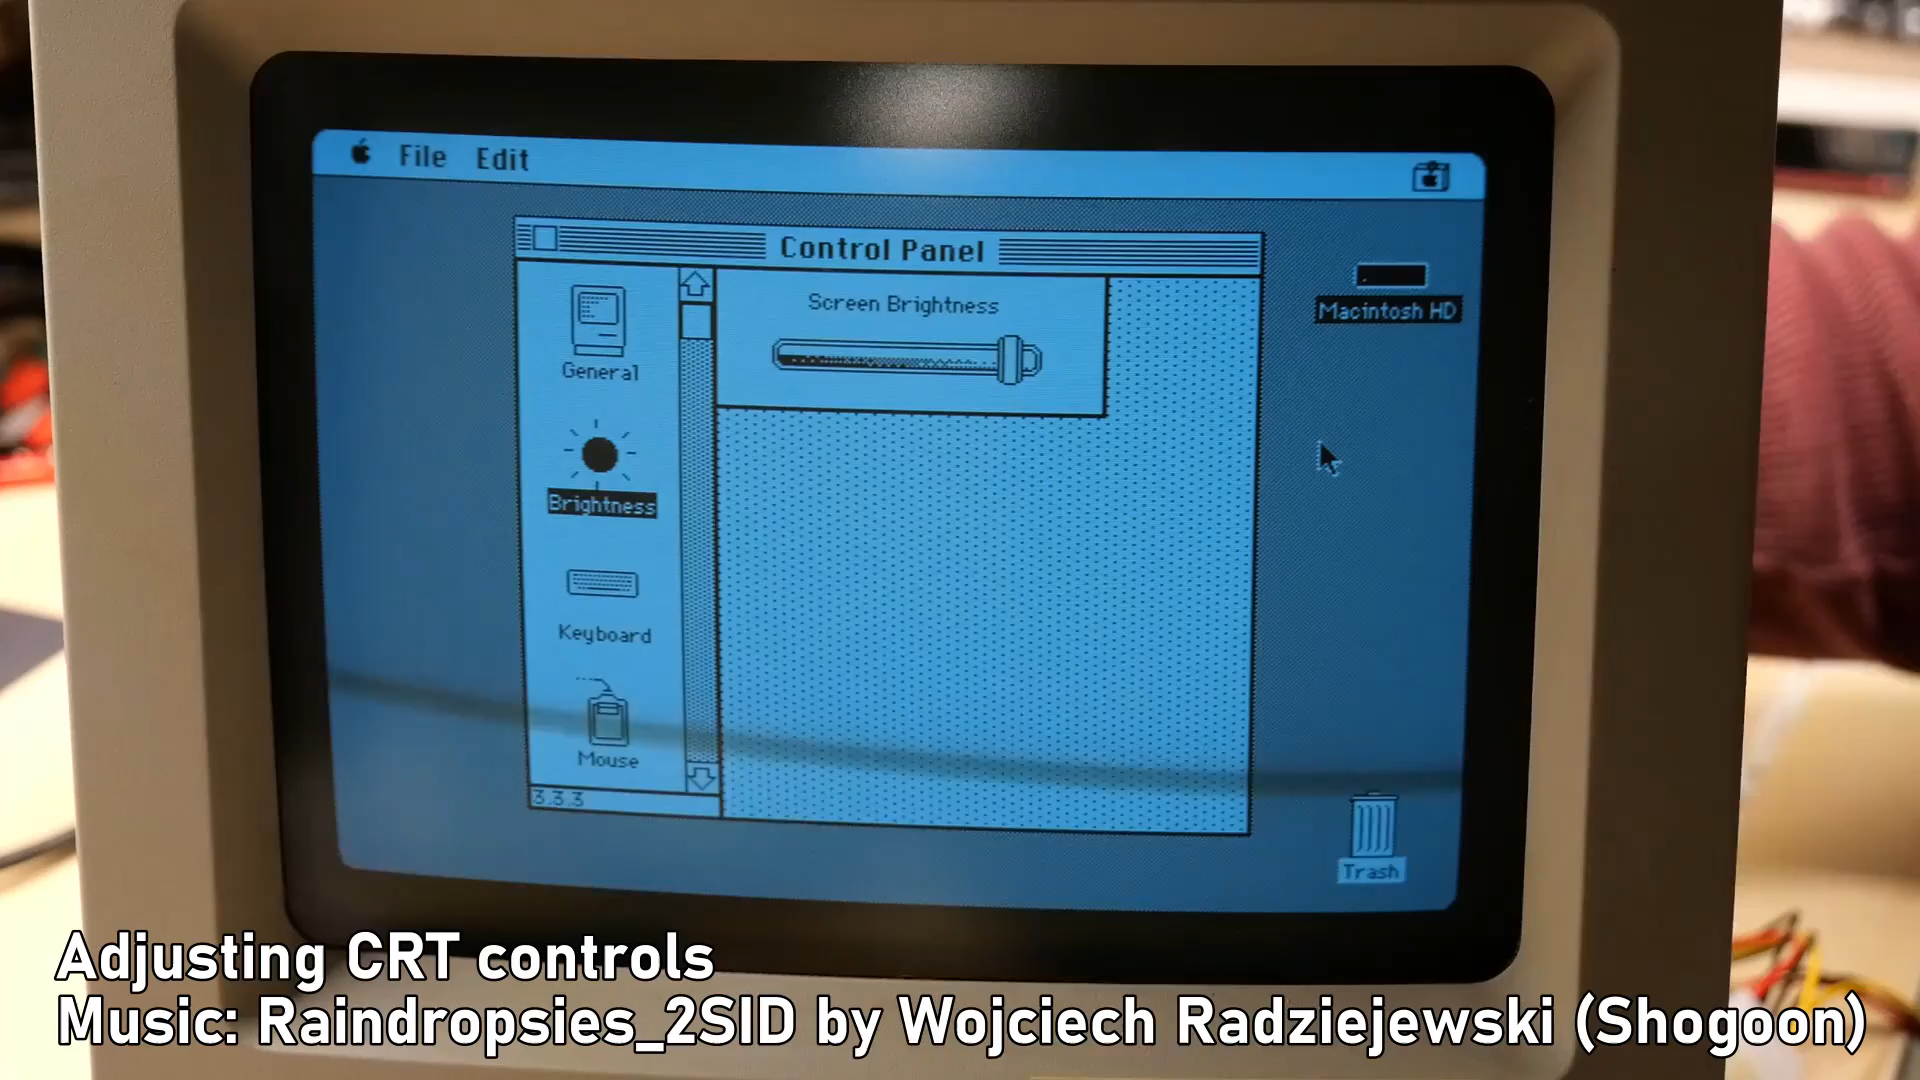 File Edit
Control Panel
Screen Brightness
Macintosh HD
General
Brightness
Keyboard
Mouse
3.3.3
Trash
Adjusting CRT controls
Music: Raindropsies_2SID by Wojciech Radziejewski (Shogoon)